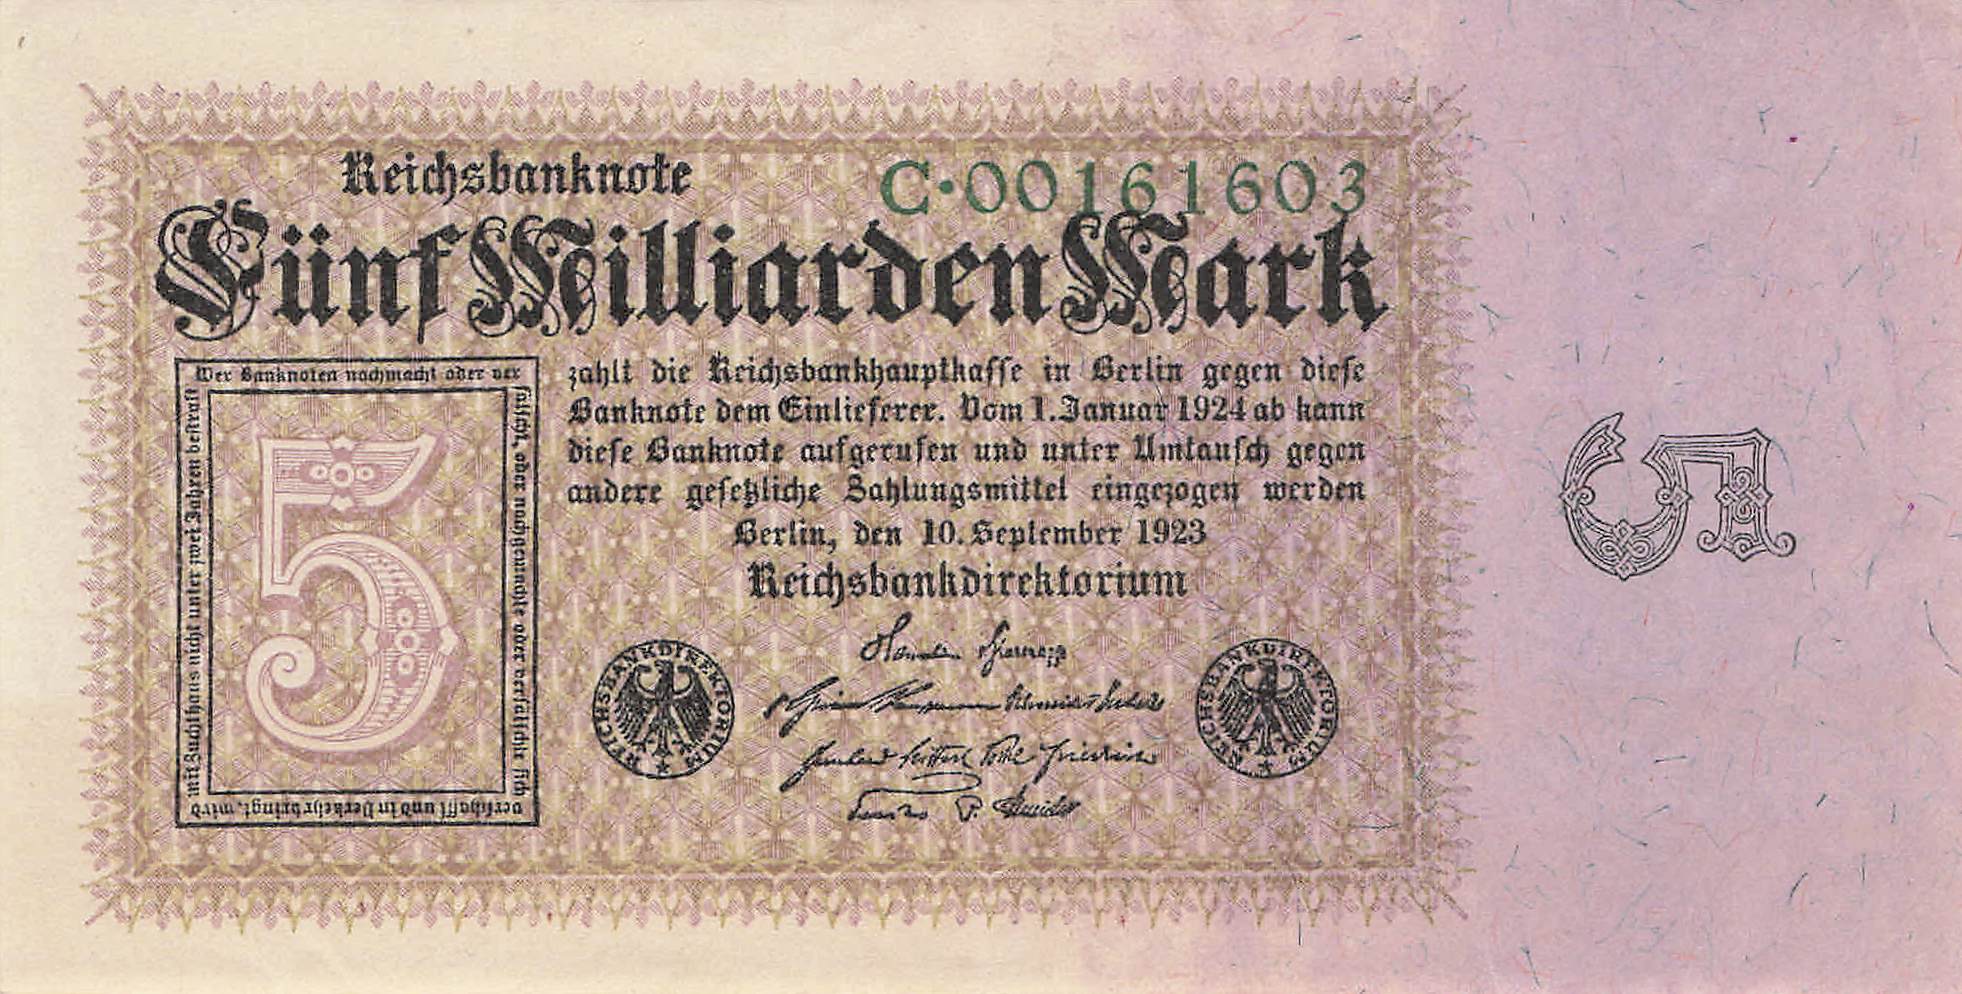 Reichsbanknote
C·00161603
Fünf Milliarden Mark
zahlt die Reichsbankhauptkasse in Berlin gegen diese
Banknote dem Einlieferer. Vom 1. Januar 1924 ab kann
diese Banknote aufgerufen und unter Umtausch gegen
andere gesetzliche Zahlungsmittel eingezogen werden
Berlin, den 10. September 1923
Reichsbankdirektorium
Wer Banknoten nachmacht oder ver
fälscht, oder nachgemachte oder verfälschte sich
verschafft und in Verkehr bringt, wird
mit Zuchthaus nicht unter zwei Jahren bestraft
5
REICHSBANKDIREKTORIUM
REICHSBANKDIREKTORIUM
5